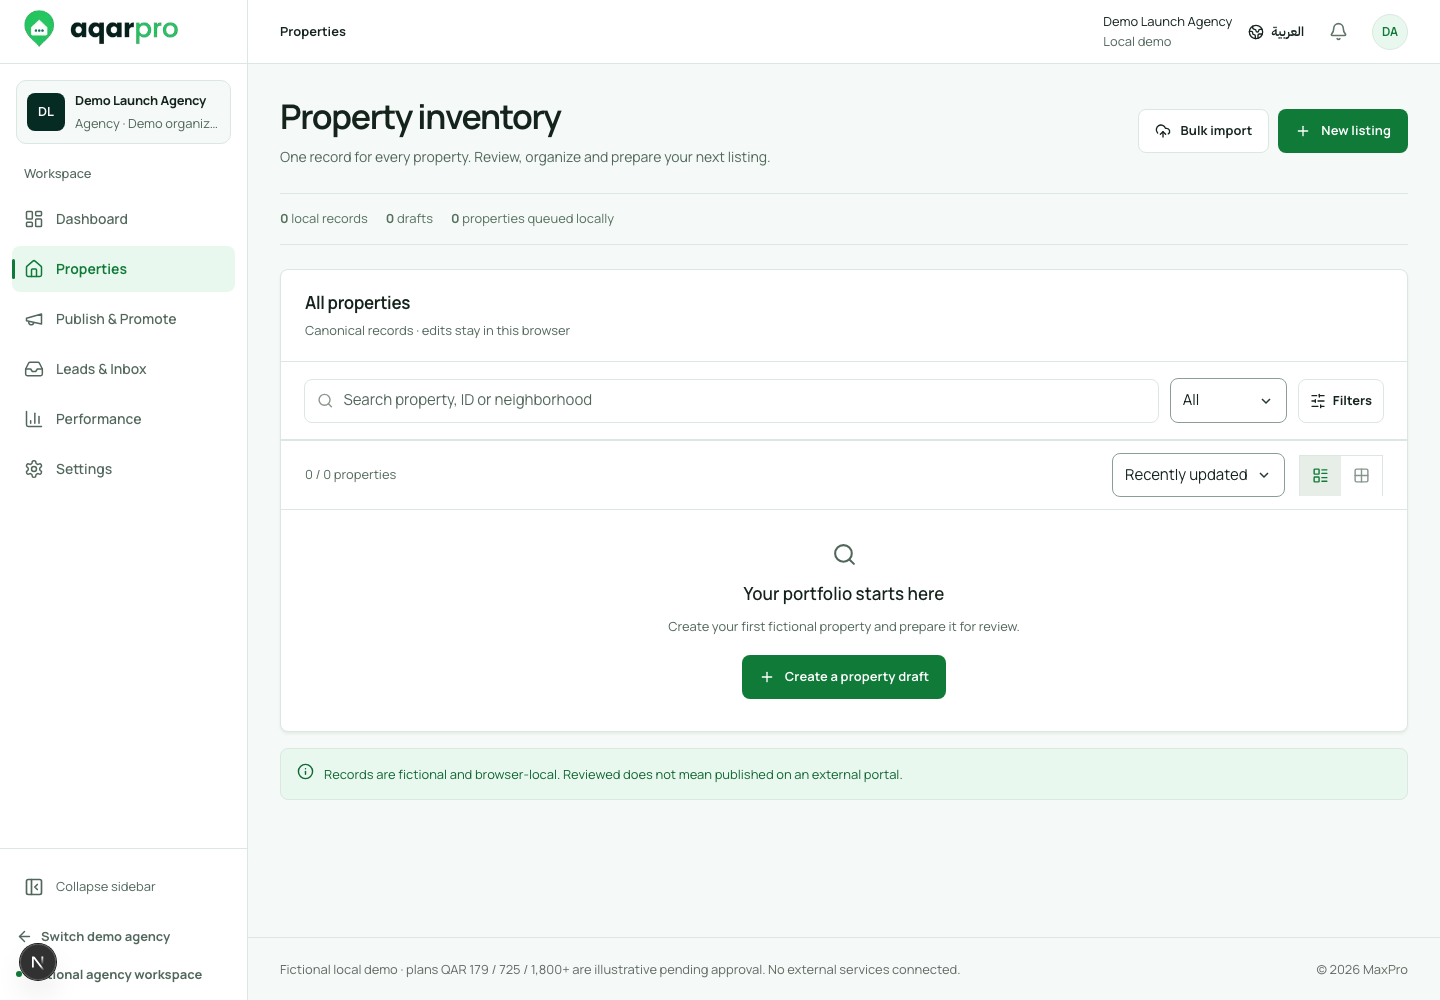 aqarpro
Properties
Demo Launch Agency
Local demo
العربية
DA
DL
Demo Launch Agency
Agency · Demo organiz...
Workspace
Dashboard
Properties
Publish & Promote
Leads & Inbox
Performance
Settings
Collapse sidebar
Switch demo agency
N
agency workspace
Property inventory
One record for every property. Review, organize and prepare your next listing.
Bulk import
New listing
0 local records 0 drafts 0 properties queued locally
All properties
Canonical records · edits stay in this browser
Search property, ID or neighborhood
All
Filters
0 / 0 properties
Recently updated
Your portfolio starts here
Create your first fictional property and prepare it for review.
Create a property draft
Records are fictional and browser-local. Reviewed does not mean published on an external portal.
Fictional local demo · plans QAR 179 / 725 / 1,800+ are illustrative pending approval. No external services connected.
© 2026 MaxPro